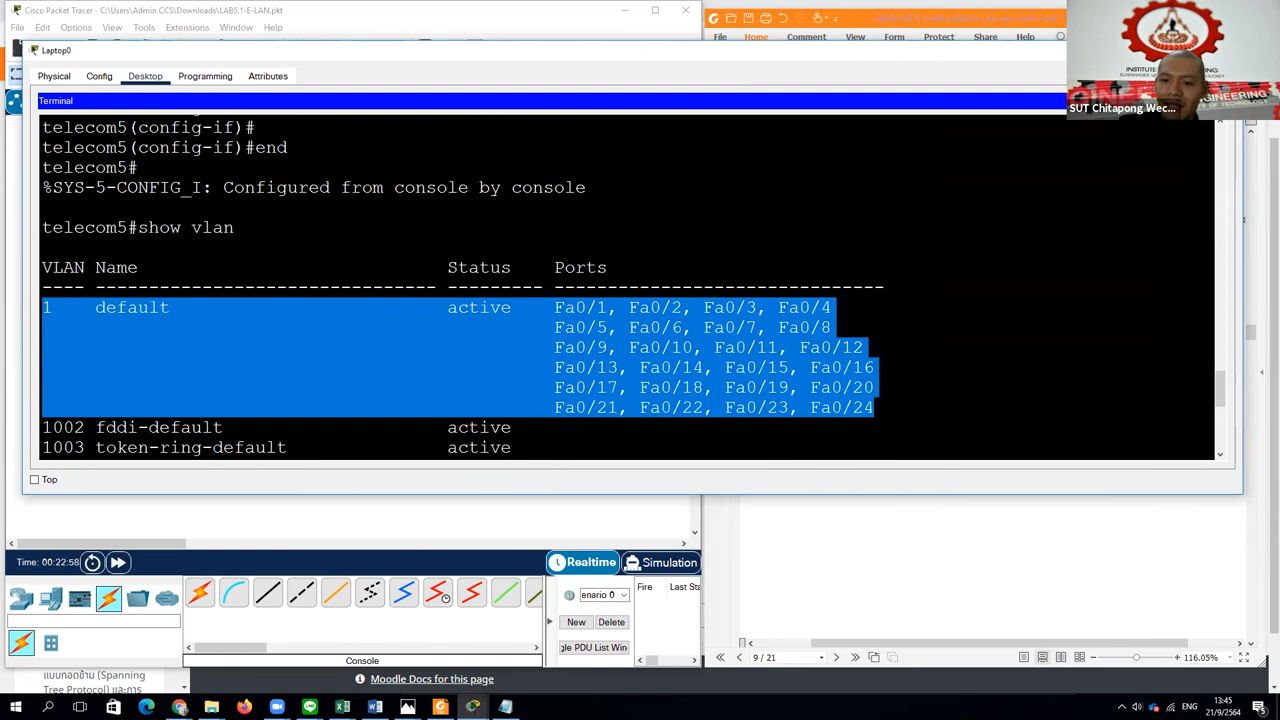 Cisco Packet Tracer - C:\Users\Admin CCS\Downloads\LAB5.1-E-LAN.pkt
File Edit Options View Tools Extensions Window Help
File Home Comment View Form Protect Share Help
Laptop0
Physical Config Desktop Programming Attributes
Terminal
SUT Chitapong Wec...
telecom5(config-if)#
telecom5(config-if)#end
telecom5#
%SYS-5-CONFIG_I: Configured from console by console
telecom5#show vlan
VLAN Name Status Ports
---- -------------------------------- --------- -------------------------------
1 default active Fa0/1, Fa0/2, Fa0/3, Fa0/4
Fa0/5, Fa0/6, Fa0/7, Fa0/8
Fa0/9, Fa0/10, Fa0/11, Fa0/12
Fa0/13, Fa0/14, Fa0/15, Fa0/16
Fa0/17, Fa0/18, Fa0/19, Fa0/20
Fa0/21, Fa0/22, Fa0/23, Fa0/24
1002 fddi-default active
1003 token-ring-default active
Top
Time: 00:22:58
Realtime Simulation
enario 0
Fire Last Sta
New Delete
gle PDU List Win
Console
9 / 21
116.05%
แบบทอดข้าม (Spanning
Tree Protocol) และการ
Moodle Docs for this page
13:45
21/9/2564